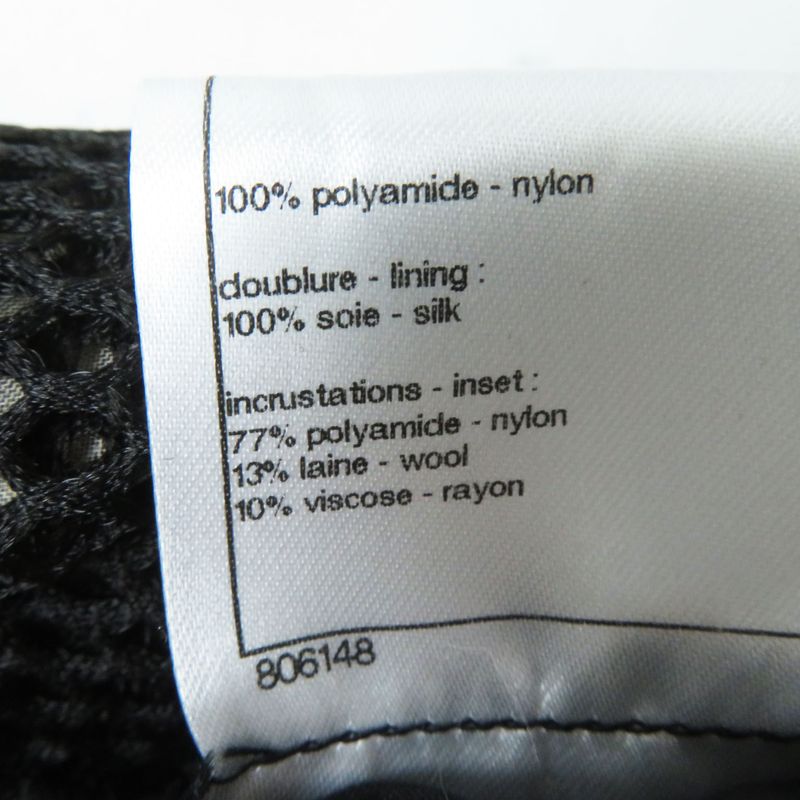 100% polyamide - nylon
doublure - lining :
100% soie - silk
incrustations - inset :
77% polyamide - nylon
13% laine - wool
10% viscose - rayon
806148